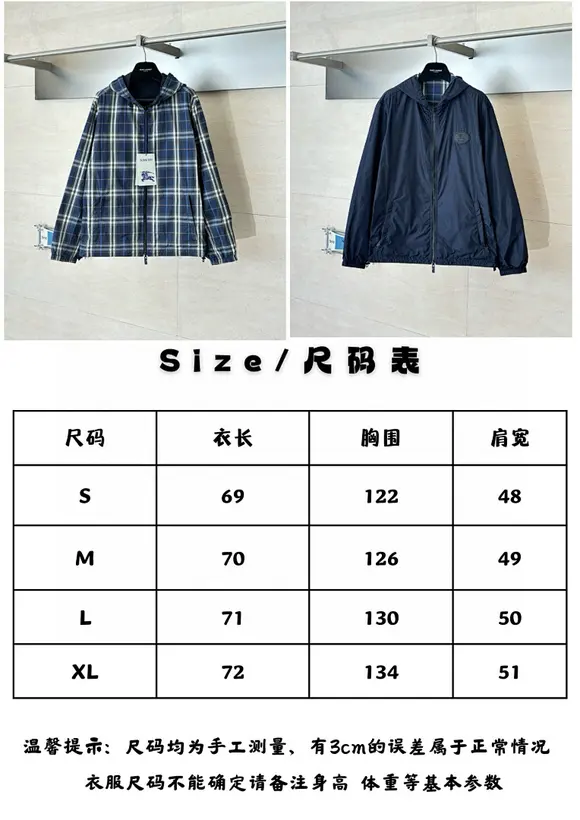 Size/尺码表
尺码 衣长 胸围 肩宽
S 69 122 48
M 70 126 49
L 71 130 50
XL 72 134 51
温馨提示：尺码均为手工测量、有3cm的误差属于正常情况
衣服尺码不能确定请备注身高 体重等基本参数